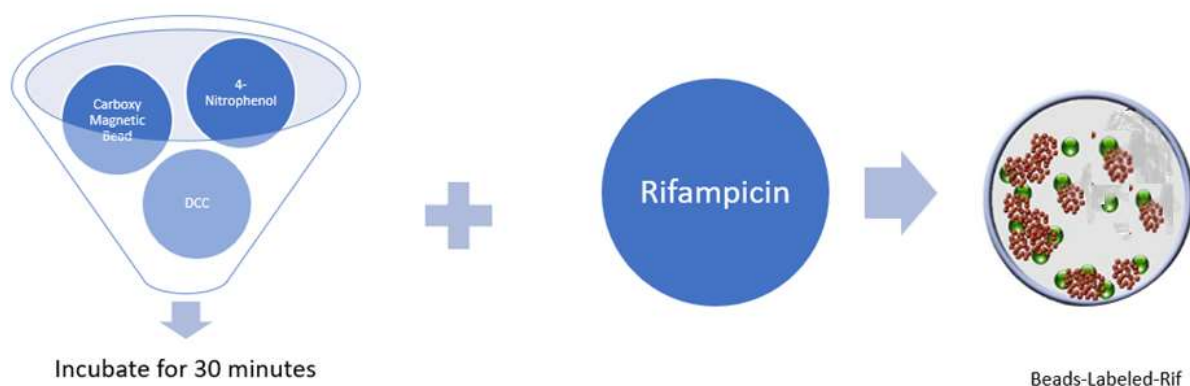 4-
Nitrophenol
Carboxy
Magnetic
Bead
DCC
Incubate for 30 minutes
Rifampicin
Beads-Labeled-Rif